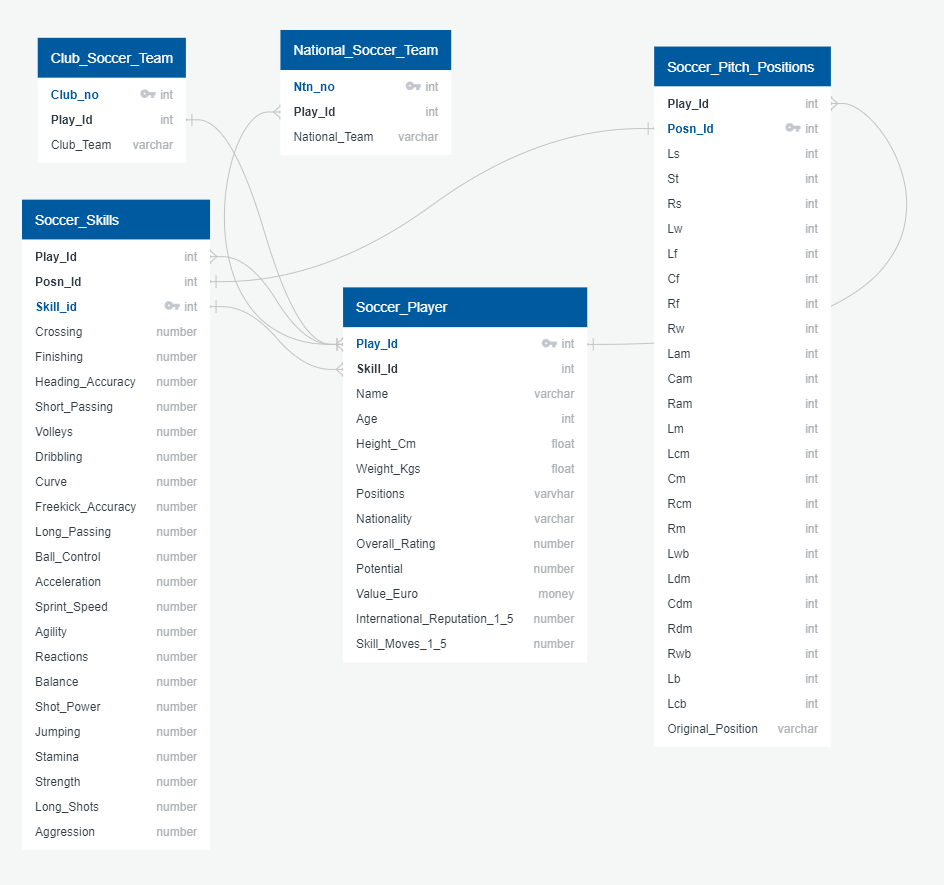 Club_Soccer_Team
Club_no int
Play_Id int
Club_Team varchar
National_Soccer_Team
Ntn_no int
Play_Id int
National_Team varchar
Soccer_Pitch_Positions
Play_Id int
Posn_Id int
Ls int
St int
Rs int
Lw int
Lf int
Cf int
Rf int
Rw int
Lam int
Cam int
Ram int
Lm int
Lcm int
Cm int
Rcm int
Rm int
Lwb int
Ldm int
Cdm int
Rdm int
Rwb int
Lb int
Lcb int
Original_Position varchar
Soccer_Skills
Play_Id int
Posn_Id int
Skill_id int
Crossing number
Finishing number
Heading_Accuracy number
Short_Passing number
Volleys number
Dribbling number
Curve number
Freekick_Accuracy number
Long_Passing number
Ball_Control number
Acceleration number
Sprint_Speed number
Agility number
Reactions number
Balance number
Shot_Power number
Jumping number
Stamina number
Strength number
Long_Shots number
Aggression number
Soccer_Player
Play_Id int
Skill_Id int
Name varchar
Age int
Height_Cm float
Weight_Kgs float
Positions varvhar
Nationality varchar
Overall_Rating number
Potential number
Value_Euro money
International_Reputation_1_5 number
Skill_Moves_1_5 number